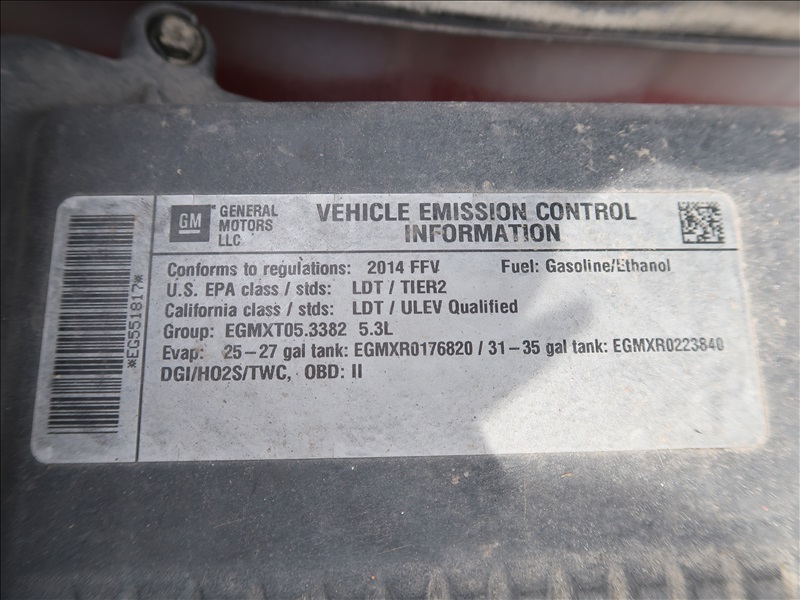 *EG551817*
GM
GENERAL
MOTORS
LLC
VEHICLE EMISSION CONTROL
INFORMATION
Conforms to regulations: 2014 FFV Fuel: Gasoline/Ethanol
U.S. EPA class / stds: LDT / TIER2
California class / stds: LDT / ULEV Qualified
Group: EGMXT05.3382 5.3L
Evap: 25-27 gal tank: EGMXR0176820 / 31-35 gal tank: EGMXR0223840
DGI/HO2S/TWC, OBD: II